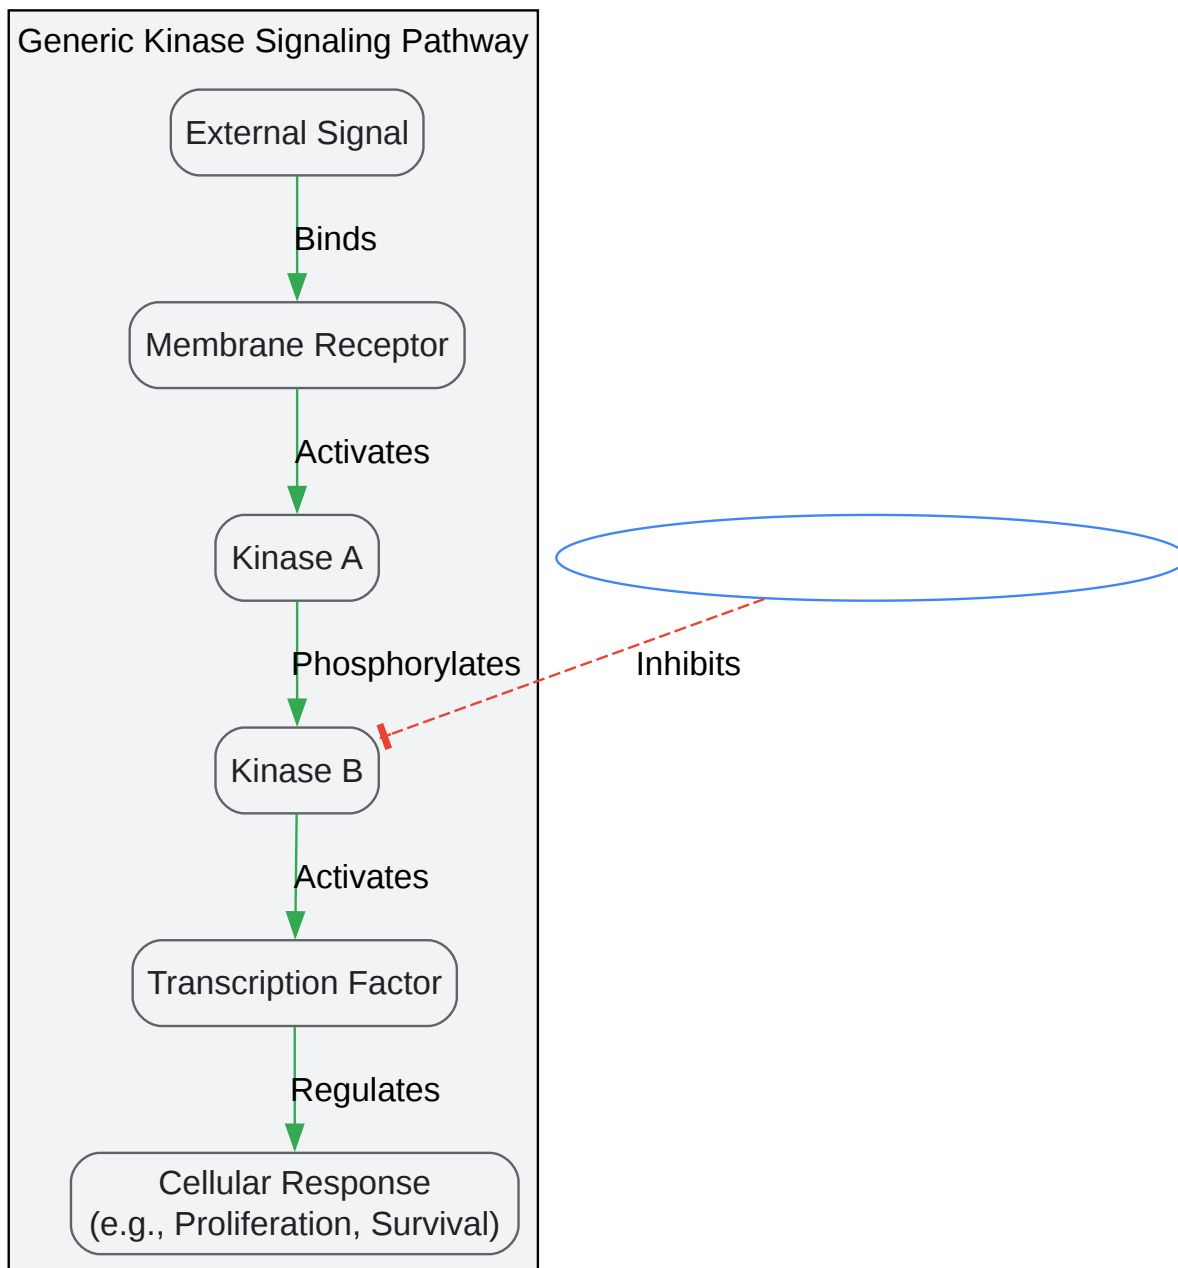 Generic Kinase Signaling Pathway
External Signal
Binds
Membrane Receptor
Activates
Kinase A
Phosphorylates
Inhibits
Kinase B
Activates
Transcription Factor
Regulates
Cellular Response
(e.g., Proliferation, Survival)